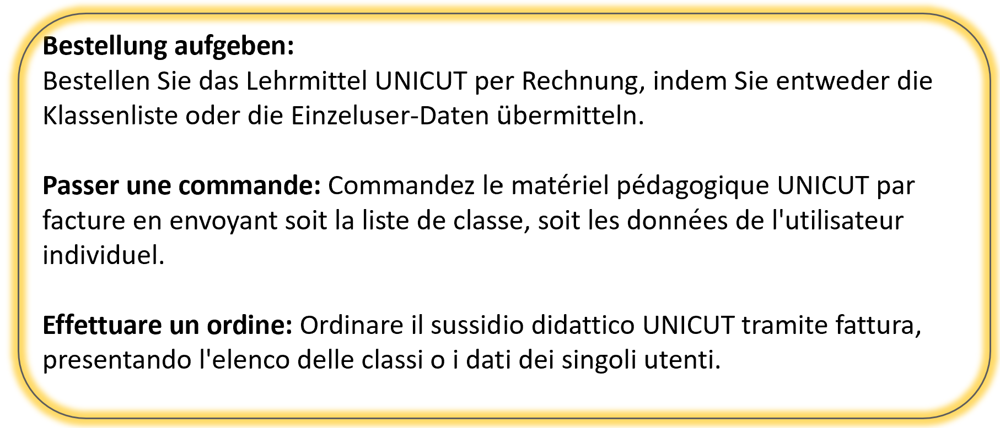 Bestellung aufgeben:
Bestellen Sie das Lehrmittel UNICUT per Rechnung, indem Sie entweder die
Klassenliste oder die Einzeluser-Daten übermitteln.
Passer une commande: Commandez le matériel pédagogique UNICUT par
facture en envoyant soit la liste de classe, soit les données de l'utilisateur
individuel.
Effettuare un ordine: Ordinare il sussidio didattico UNICUT tramite fattura,
presentando l'elenco delle classi o i dati dei singoli utenti.